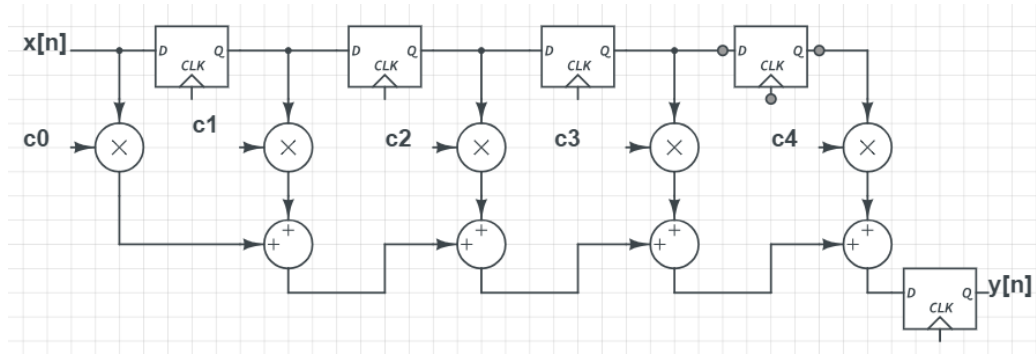 x[n] D Q CLK D Q CLK D Q CLK D Q CLK
c0 × c1 × c2 × c3 × c4 ×
+ + + + + + + +
D Q CLK y[n]